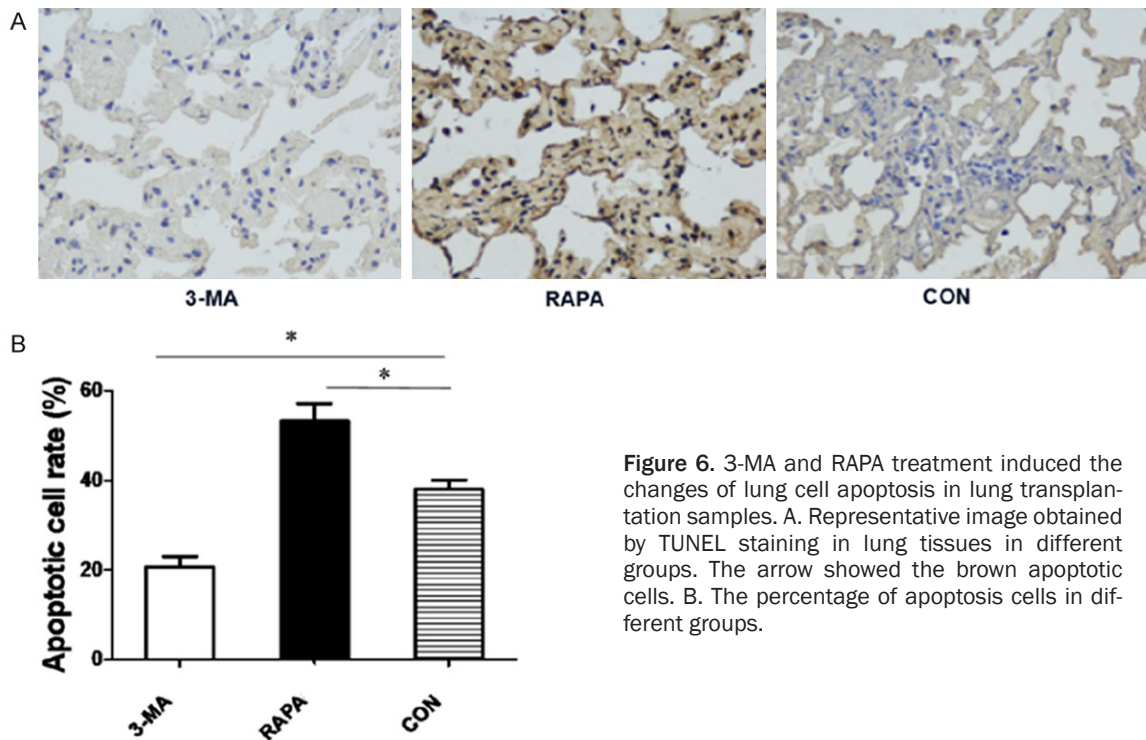 A
3-MA
RAPA
CON
B
*
*
Apoptotic cell rate (%)
60
40
20
0
3-MA
RAPA
CON
Figure 6. 3-MA and RAPA treatment induced the
changes of lung cell apoptosis in lung transplan-
tation samples. A. Representative image obtained
by TUNEL staining in lung tissues in different
groups. The arrow showed the brown apoptotic
cells. B. The percentage of apoptosis cells in dif-
ferent groups.